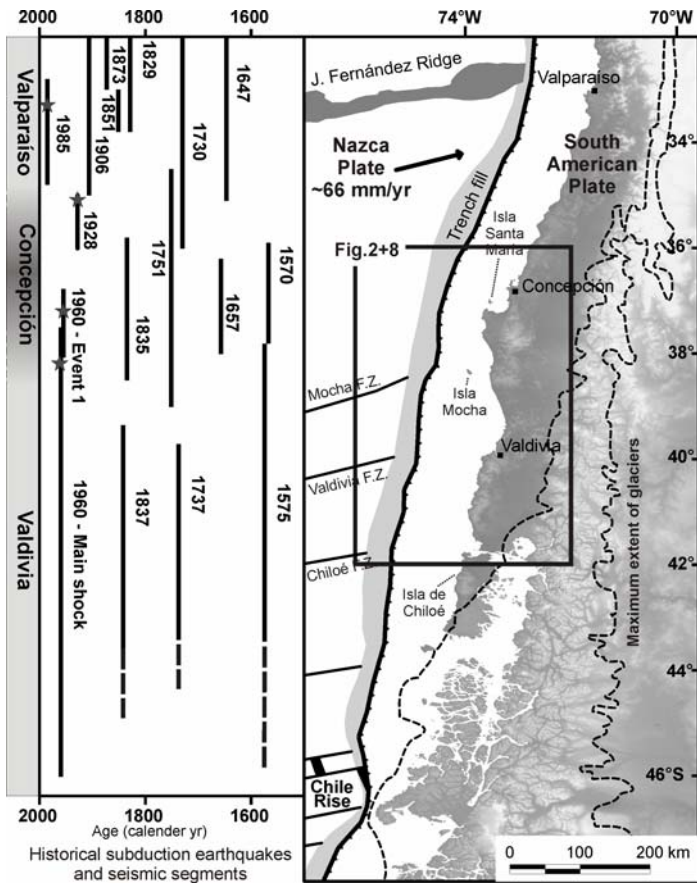 2000 1800 1600
74°W
70°W
Valparaíso
Concepción
Valdivia
1985
1906
1873
1851
1829
1730
1647
1928
1751
1570
1657
1835
1960 - Event 1
1960 - Main shock
1837
1737
1575
2000 1800 1600
Age (calender yr)
Historical subduction earthquakes
and seismic segments
J. Fernández Ridge
Nazca
Plate
~66 mm/yr
Trench fill
Valparaíso
South
American
Plate
34°
Isla
Santa
María
36°
Fig.2+8
Concepción
38°
Mocha F.Z.
Isla
Mocha
Valdivia
40°
Valdivia F.Z.
Chiloé F.Z.
42°
Isla de
Chiloé
Maximum extent of glaciers
44°
46°S
Chile
Rise
0 100 200 km